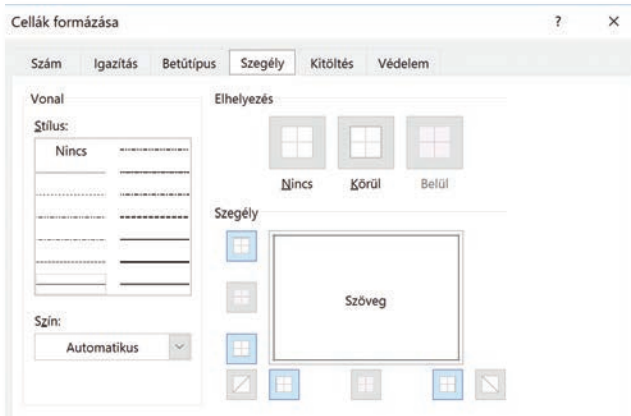 Cellák formázása ? ×
Szám Igazítás Betűtípus Szegély Kitöltés Védelem
Vonal
Stílus:
Nincs
Szín:
Automatikus
Elhelyezés
Nincs Körül Belül
Szegély
Szöveg